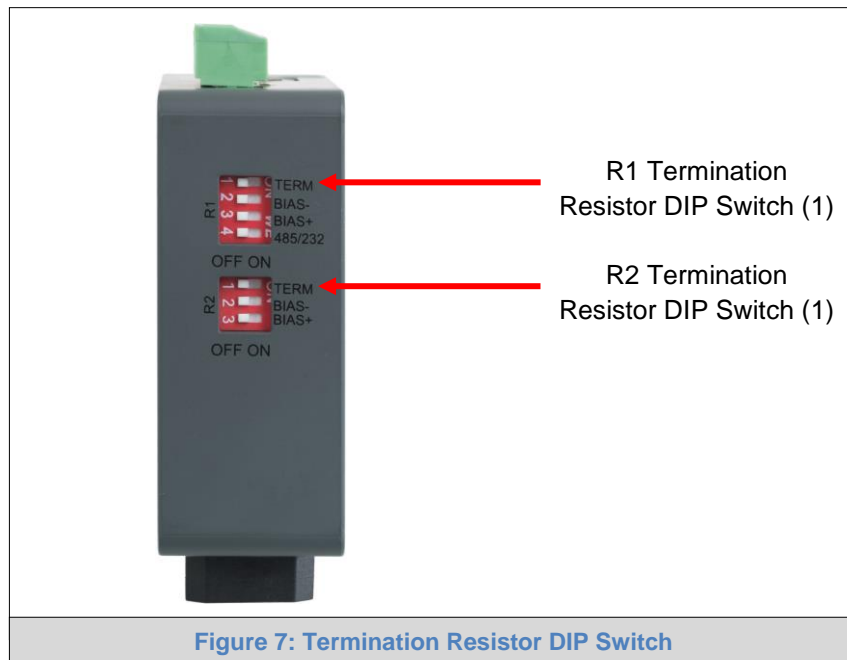 1 TERM
2 BIAS-
R1
3 BIAS+
4 485/232
OFF ON
1 TERM
2 BIAS-
R2
3 BIAS+
OFF ON
R1 Termination
Resistor DIP Switch (1)
R2 Termination
Resistor DIP Switch (1)
Figure 7: Termination Resistor DIP Switch